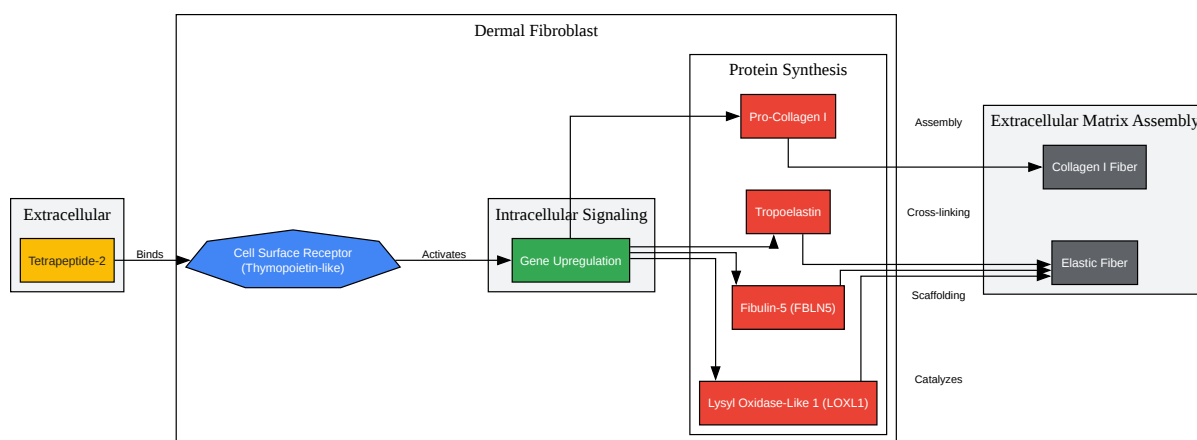 Dermal Fibroblast
Protein Synthesis
Pro-Collagen I
Assembly
Extracellular Matrix Assembly
Collagen I Fiber
Extracellular
Tetrapeptide-2
Binds
Cell Surface Receptor
(Thymopoietin-like)
Activates
Intracellular Signaling
Gene Upregulation
Tropoelastin
Cross-linking
Elastic Fiber
Fibulin-5 (FBLN5)
Scaffolding
Lysyl Oxidase-Like 1 (LOXL1)
Catalyzes